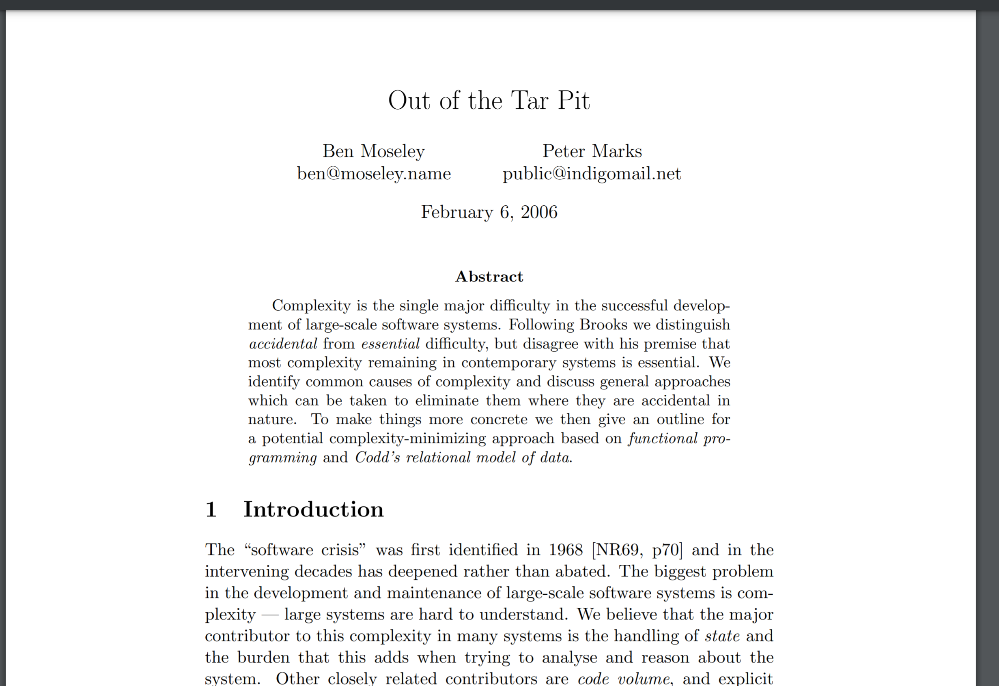 Out of the Tar Pit
Ben Moseley
ben@moseley.name
Peter Marks
public@indigomail.net
February 6, 2006
Abstract
Complexity is the single major difficulty in the successful develop-
ment of large-scale software systems. Following Brooks we distinguish
accidental from essential difficulty, but disagree with his premise that
most complexity remaining in contemporary systems is essential. We
identify common causes of complexity and discuss general approaches
which can be taken to eliminate them where they are accidental in
nature. To make things more concrete we then give an outline for
a potential complexity-minimizing approach based on functional pro-
gramming and Codd's relational model of data.
1 Introduction
The “software crisis” was first identified in 1968 [NR69, p70] and in the
intervening decades has deepened rather than abated. The biggest problem
in the development and maintenance of large-scale software systems is com-
plexity — large systems are hard to understand. We believe that the major
contributor to this complexity in many systems is the handling of state and
the burden that this adds when trying to analyse and reason about the
system. Other closely related contributors are code volume, and explicit